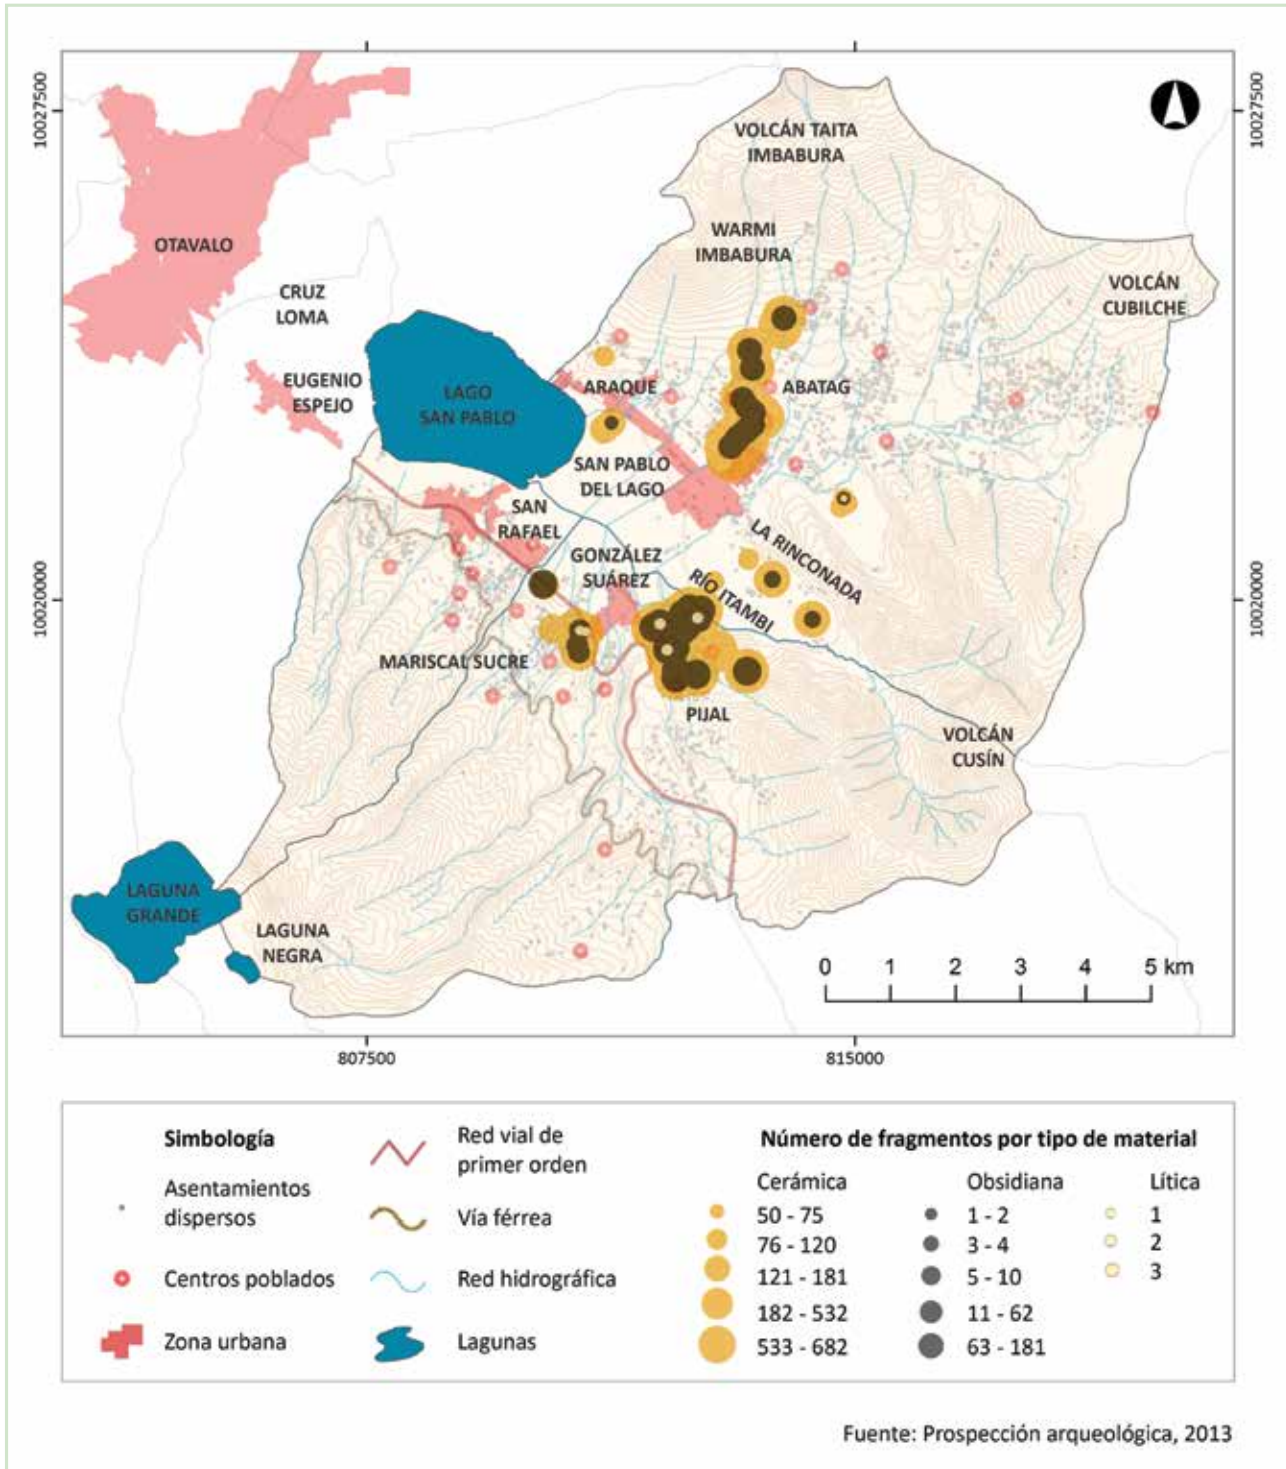 10027500
10027500
VOLCÁN TAITA
IMBABURA
WARMI
IMBABURA
OTAVALO
VOLCÁN
CUBILCHE
CRUZ
LOMA
EUGENIO
ESPEJO
LAGO
SAN PABLO
ARAQUE
ABATAG
SAN PABLO
DEL LAGO
SAN
RAFAEL
LA RINCONADA
GONZÁLEZ
SUÁREZ
RÍO ITAMBI
10020000
10020000
MARISCAL SUCRE
PIJAL
VOLCÁN
CUSÍN
LAGUNA
GRANDE
LAGUNA
NEGRA
0 1 2 3 4 5 km
807500
815000
Simbología
Asentamientos
dispersos
Centros poblados
Zona urbana
Red vial de
primer orden
Vía férrea
Red hidrográfica
Lagunas
Número de fragmentos por tipo de material
Cerámica
50 - 75
76 - 120
121 - 181
182 - 532
533 - 682
Obsidiana
1 - 2
3 - 4
5 - 10
11 - 62
63 - 181
Lítica
1
2
3
Fuente: Prospección arqueológica, 2013